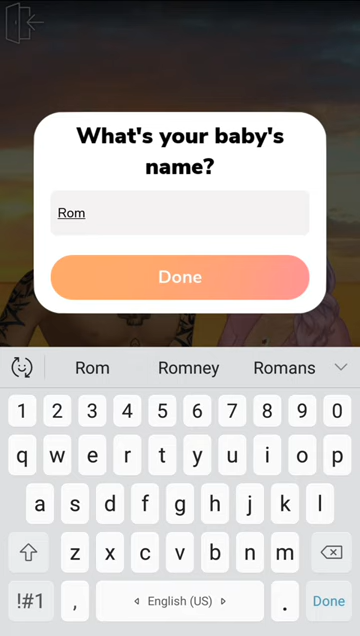 What's your baby's
name?
Rom
Done
Rom Romney Romans
1 2 3 4 5 6 7 8 9 0
q w e r t y u i o p
a s d f g h j k l
z x c v b n m
!#1 , English (US) . Done